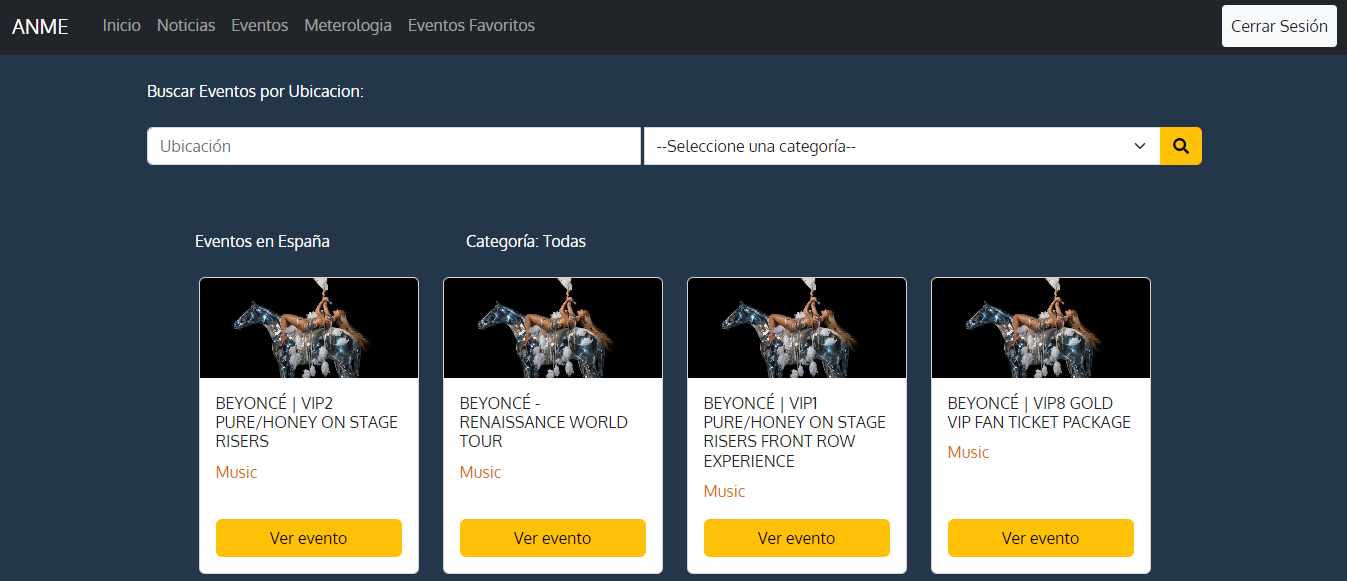 ANME Inicio Noticias Eventos Meterologia Eventos Favoritos Cerrar Sesión
Buscar Eventos por Ubicacion:
Ubicación --Seleccione una categoría--
Eventos en España Categoría: Todas
BEYONCÉ | VIP2
PURE/HONEY ON STAGE
RISERS
Music
Ver evento
BEYONCÉ -
RENAISSANCE WORLD
TOUR
Music
Ver evento
BEYONCÉ | VIP1
PURE/HONEY ON STAGE
RISERS FRONT ROW
EXPERIENCE
Music
Ver evento
BEYONCÉ | VIP8 GOLD
VIP FAN TICKET PACKAGE
Music
Ver evento